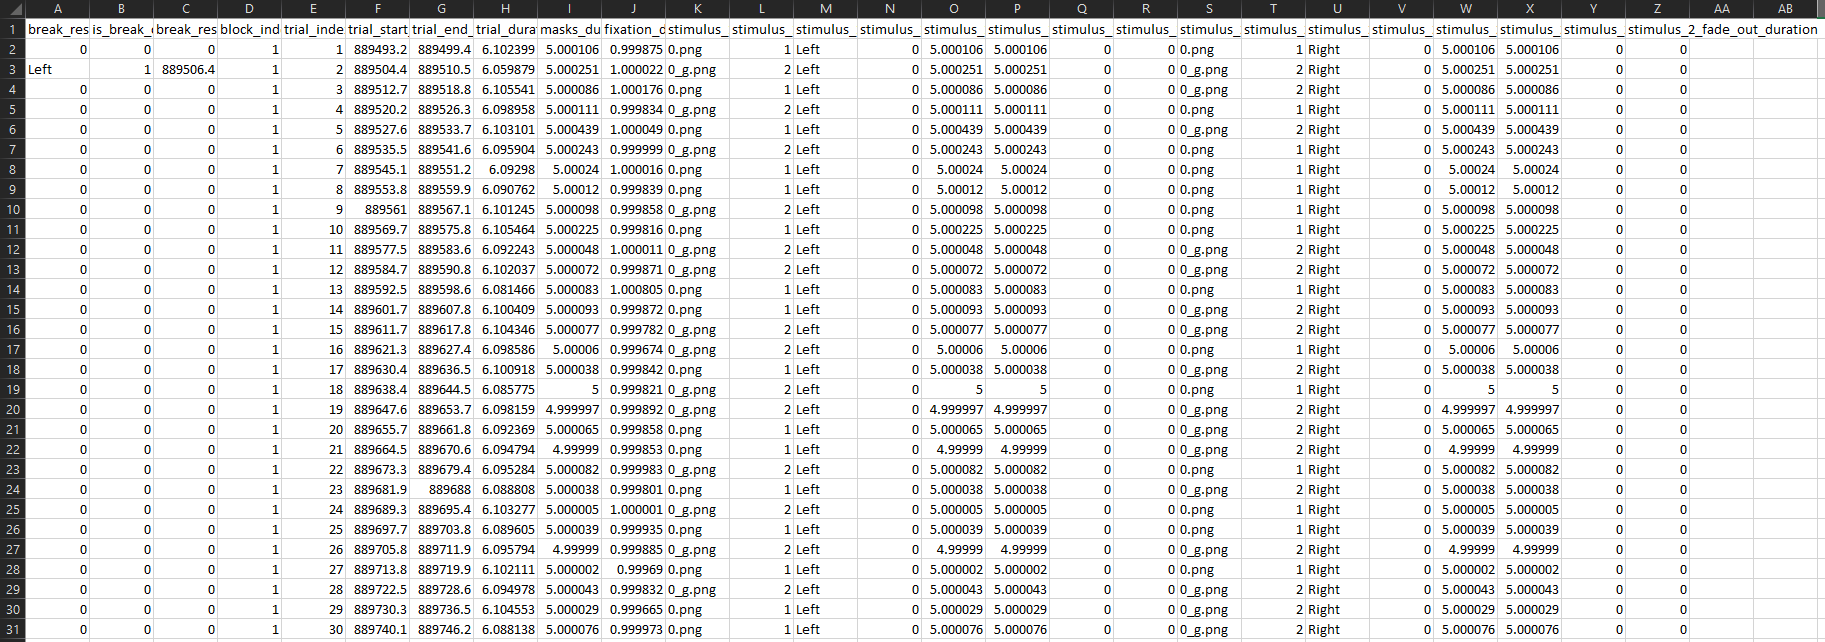 A B C D E F G H I J K L M N O P Q R S T U V W X Y Z AA AB
1 break_res is_break_ break_res block_ind trial_inde trial_start trial_end_ trial_dura masks_du fixation_d stimulus_ stimulus_ stimulus_ stimulus_ stimulus_ stimulus_ stimulus_ stimulus_ stimulus_ stimulus_ stimulus_ stimulus_ stimulus_ stimulus_ stimulus_ stimulus_2_fade_out_duration
2 0 0 0 1 1 889493.2 889499.4 6.102399 5.000106 0.999875 0.png 1 Left 0 5.000106 5.000106 0 0 0.png 1 Right 0 5.000106 5.000106 0 0
3 Left 1 889506.4 1 2 889504.4 889510.5 6.059879 5.000251 1.000022 0_g.png 2 Left 0 5.000251 5.000251 0 0 0_g.png 2 Right 0 5.000251 5.000251 0 0
4 0 0 0 1 3 889512.7 889518.8 6.105541 5.000086 1.000176 0.png 1 Left 0 5.000086 5.000086 0 0 0_g.png 2 Right 0 5.000086 5.000086 0 0
5 0 0 0 1 4 889520.2 889526.3 6.098958 5.000111 0.999834 0_g.png 2 Left 0 5.000111 5.000111 0 0 0.png 1 Right 0 5.000111 5.000111 0 0
6 0 0 0 1 5 889527.6 889533.7 6.103101 5.000439 1.000049 0.png 1 Left 0 5.000439 5.000439 0 0 0_g.png 2 Right 0 5.000439 5.000439 0 0
7 0 0 0 1 6 889535.5 889541.6 6.095904 5.000243 0.999999 0_g.png 2 Left 0 5.000243 5.000243 0 0 0.png 1 Right 0 5.000243 5.000243 0 0
8 0 0 0 1 7 889545.1 889551.2 6.09298 5.00024 1.000016 0.png 1 Left 0 5.00024 5.00024 0 0 0.png 1 Right 0 5.00024 5.00024 0 0
9 0 0 0 1 8 889553.8 889559.9 6.090762 5.00012 0.999839 0.png 1 Left 0 5.00012 5.00012 0 0 0.png 1 Right 0 5.00012 5.00012 0 0
10 0 0 0 1 9 889561 889567.1 6.101245 5.000098 0.999858 0_g.png 2 Left 0 5.000098 5.000098 0 0 0.png 1 Right 0 5.000098 5.000098 0 0
11 0 0 0 1 10 889569.7 889575.8 6.105464 5.000225 0.999816 0.png 1 Left 0 5.000225 5.000225 0 0 0.png 1 Right 0 5.000225 5.000225 0 0
12 0 0 0 1 11 889577.5 889583.6 6.092243 5.000048 1.000011 0_g.png 2 Left 0 5.000048 5.000048 0 0 0_g.png 2 Right 0 5.000048 5.000048 0 0
13 0 0 0 1 12 889584.7 889590.8 6.102037 5.000072 0.999871 0_g.png 2 Left 0 5.000072 5.000072 0 0 0_g.png 2 Right 0 5.000072 5.000072 0 0
14 0 0 0 1 13 889592.5 889598.6 6.081466 5.000083 1.000805 0.png 1 Left 0 5.000083 5.000083 0 0 0.png 1 Right 0 5.000083 5.000083 0 0
15 0 0 0 1 14 889601.7 889607.8 6.100409 5.000093 0.999872 0.png 1 Left 0 5.000093 5.000093 0 0 0_g.png 2 Right 0 5.000093 5.000093 0 0
16 0 0 0 1 15 889611.7 889617.8 6.104346 5.000077 0.999782 0_g.png 2 Left 0 5.000077 5.000077 0 0 0_g.png 2 Right 0 5.000077 5.000077 0 0
17 0 0 0 1 16 889621.3 889627.4 6.098586 5.00006 0.999674 0_g.png 2 Left 0 5.00006 5.00006 0 0 0.png 1 Right 0 5.00006 5.00006 0 0
18 0 0 0 1 17 889630.4 889636.5 6.100918 5.000038 0.999842 0.png 1 Left 0 5.000038 5.000038 0 0 0_g.png 2 Right 0 5.000038 5.000038 0 0
19 0 0 0 1 18 889638.4 889644.5 6.085775 5 0.999821 0_g.png 2 Left 0 5 5 0 0 0.png 1 Right 0 5 5 0 0
20 0 0 0 1 19 889647.6 889653.7 6.098159 4.999997 0.999892 0_g.png 2 Left 0 4.999997 4.999997 0 0 0_g.png 2 Right 0 4.999997 4.999997 0 0
21 0 0 0 1 20 889655.7 889661.8 6.092369 5.000065 0.999858 0.png 1 Left 0 5.000065 5.000065 0 0 0_g.png 2 Right 0 5.000065 5.000065 0 0
22 0 0 0 1 21 889664.5 889670.6 6.094794 4.99999 0.999853 0.png 1 Left 0 4.99999 4.99999 0 0 0_g.png 2 Right 0 4.99999 4.99999 0 0
23 0 0 0 1 22 889673.3 889679.4 6.095284 5.000082 0.999983 0_g.png 2 Left 0 5.000082 5.000082 0 0 0.png 1 Right 0 5.000082 5.000082 0 0
24 0 0 0 1 23 889681.9 889688 6.088808 5.000038 0.999801 0.png 1 Left 0 5.000038 5.000038 0 0 0_g.png 2 Right 0 5.000038 5.000038 0 0
25 0 0 0 1 24 889689.3 889695.4 6.103277 5.000005 1.000001 0_g.png 2 Left 0 5.000005 5.000005 0 0 0.png 1 Right 0 5.000005 5.000005 0 0
26 0 0 0 1 25 889697.7 889703.8 6.089605 5.000039 0.999935 0.png 1 Left 0 5.000039 5.000039 0 0 0.png 1 Right 0 5.000039 5.000039 0 0
27 0 0 0 1 26 889705.8 889711.9 6.095794 4.99999 0.999885 0_g.png 2 Left 0 4.99999 4.99999 0 0 0_g.png 2 Right 0 4.99999 4.99999 0 0
28 0 0 0 1 27 889713.8 889719.9 6.102111 5.000002 0.99969 0.png 1 Left 0 5.000002 5.000002 0 0 0.png 1 Right 0 5.000002 5.000002 0 0
29 0 0 0 1 28 889722.5 889728.6 6.094978 5.000043 0.999832 0_g.png 2 Left 0 5.000043 5.000043 0 0 0_g.png 2 Right 0 5.000043 5.000043 0 0
30 0 0 0 1 29 889730.3 889736.5 6.104553 5.000029 0.999665 0.png 1 Left 0 5.000029 5.000029 0 0 0_g.png 2 Right 0 5.000029 5.000029 0 0
31 0 0 0 1 30 889740.1 889746.2 6.088138 5.000076 0.999973 0.png 1 Left 0 5.000076 5.000076 0 0 0_g.png 2 Right 0 5.000076 5.000076 0 0